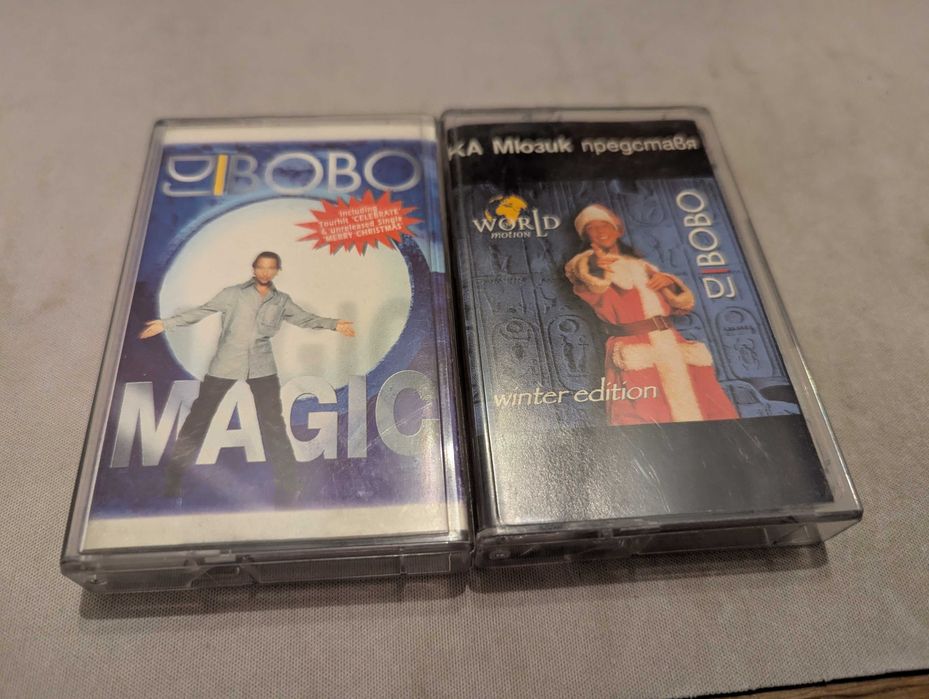 DJ BOBO
Including
Tourhit 'CELEBRATE'
& Unreleased Single
'MERRY CHRISTMAS'
MAGIC
КА Мюзик представя
WORLD
motion
DJ BOBO
winter edition